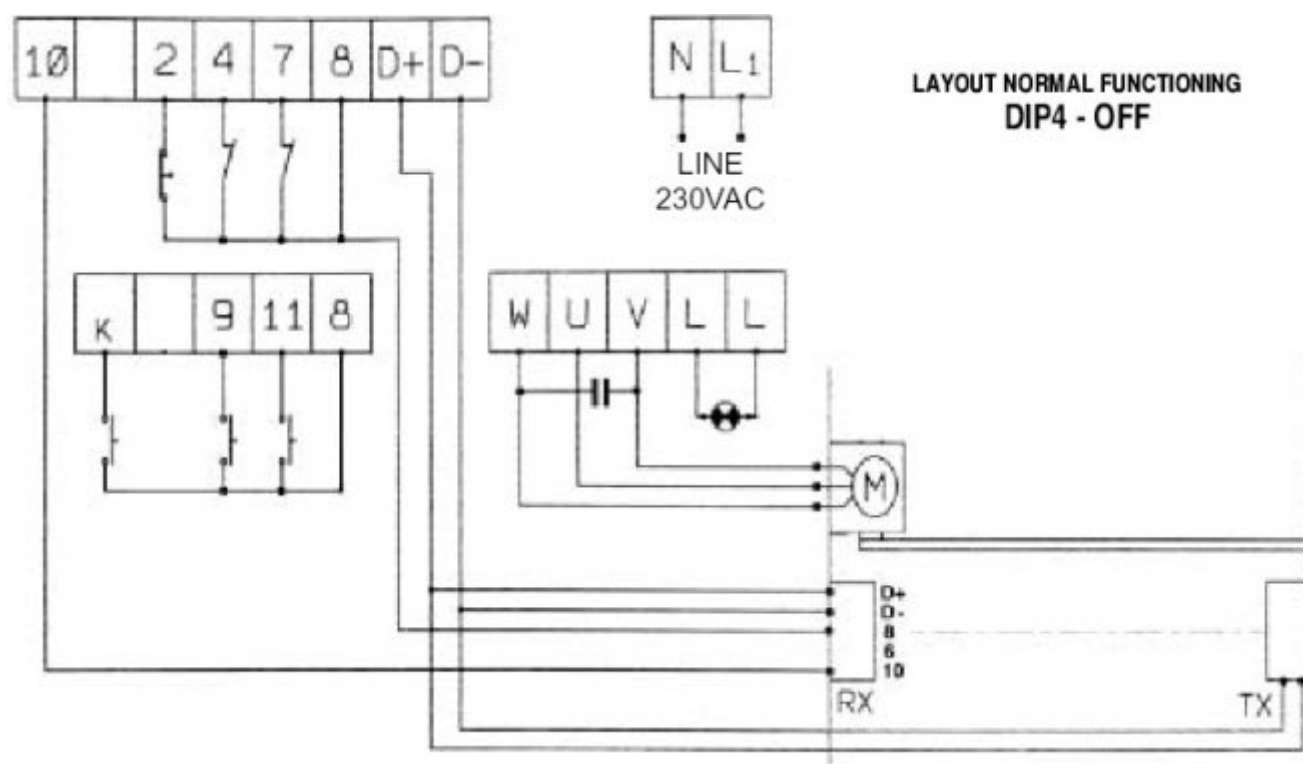 10 2 4 7 8 D+ D-
N L1
LAYOUT NORMAL FUNCTIONING
DIP4 - OFF
LINE
230VAC
K 9 11 8
W U V L L
M
D+
D-
8
6
10
RX
TX